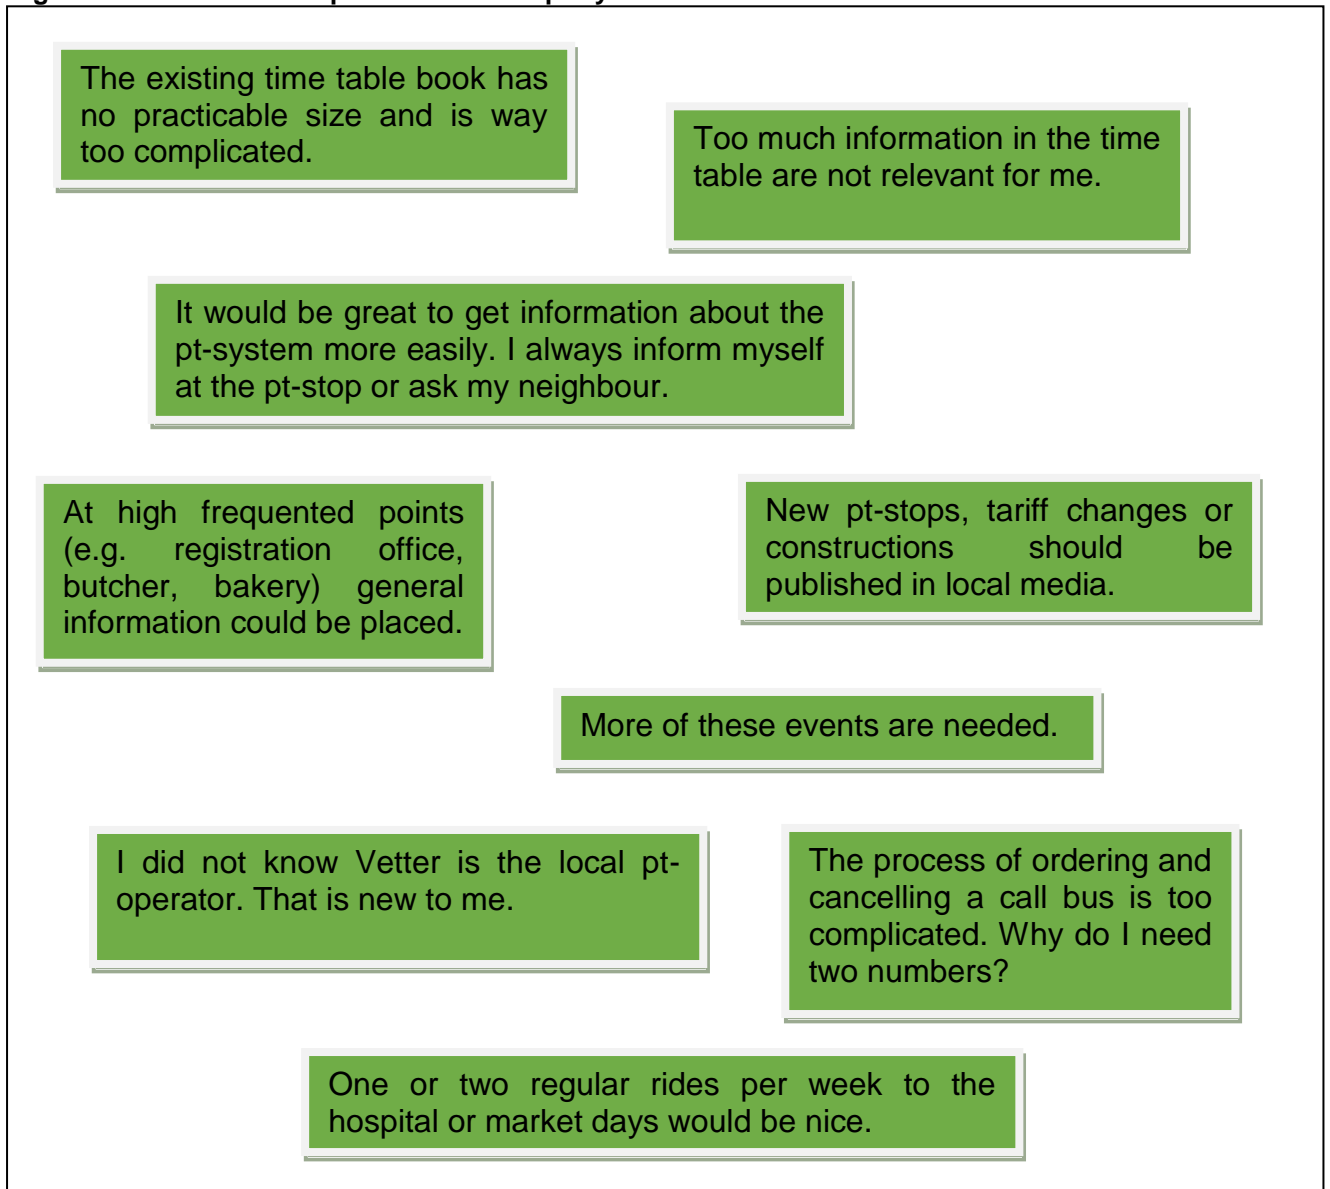 The existing time table book has
no practicable size and is way
too complicated.
Too much information in the time
table are not relevant for me.
It would be great to get information about the
pt-system more easily. I always inform myself
at the pt-stop or ask my neighbour.
At high frequented points
(e.g. registration office,
butcher, bakery) general
information could be placed.
New pt-stops, tariff changes or
constructions should be
published in local media.
More of these events are needed.
I did not know Vetter is the local pt-
operator. That is new to me.
The process of ordering and
cancelling a call bus is too
complicated. Why do I need
two numbers?
One or two regular rides per week to the
hospital or market days would be nice.